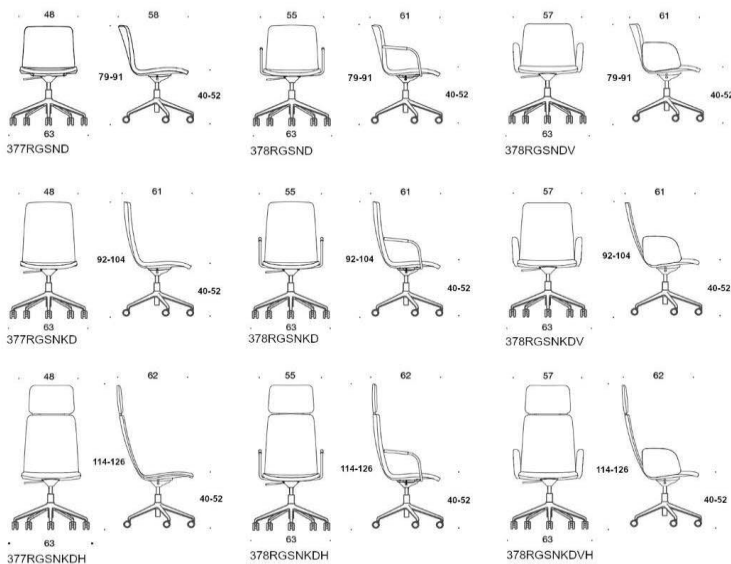 48 58 55 61 57 61
79-91 79-91 79-91
40-52 40-52 40-52
63 63 63
377RGSND 378RGSND 378RGSNDV
48 61 55 61 57 61
92-104 92-104 92-104
40-52 40-52 40-52
63 63 63
377RGSNKD 378RGSNKD 378RGSNKDV
48 62 55 62 57 62
114-126 114-126 114-126
40-52 40-52 40-52
63 63 63
377RGSNKDH 378RGSNKDH 378RGSNKDVH